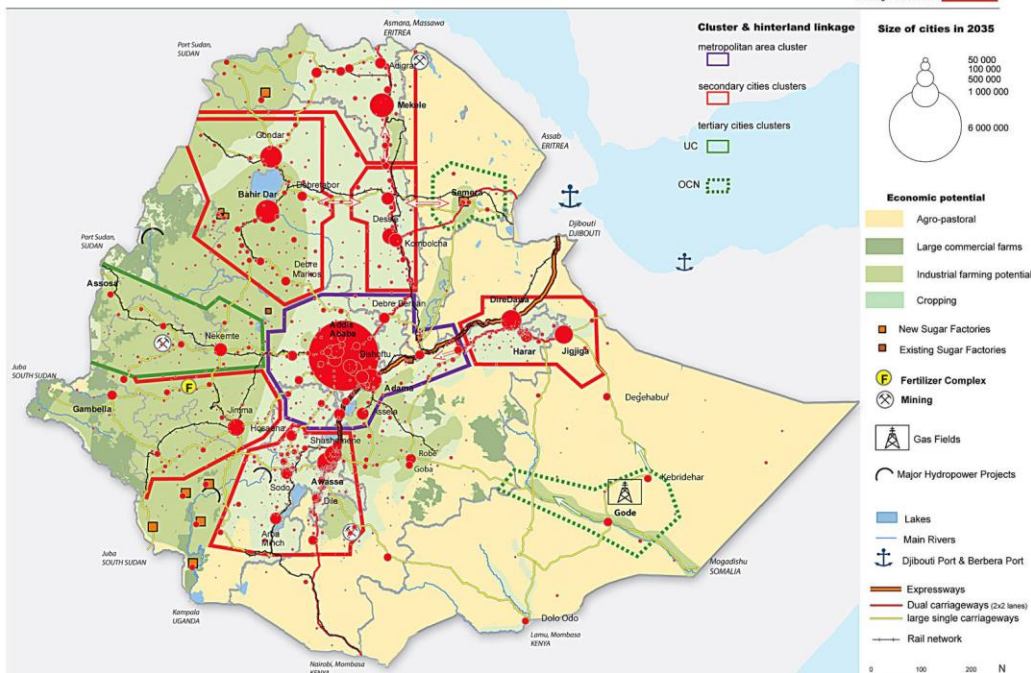 Asmara, Massawa
ERITREA
Port Sudan,
SUDAN
Adigrat
Mekele
Gondar
Assab
ERITREA
Debretabor
Bahir Dar
Semera
Dessie
Kombolcha
Djibouti
DJIBOUTI
Port Sudan,
SUDAN
Debre
Markos
Assosa
Debre Berhan
DireDawa
Addis
Ababa
Nekemte
Bishoftu
Harar
Jigjiga
Juba
SOUTH SUDAN
F
Adama
Gambella
Assela
Degehabur
Jimma
Hosaena
Shashemene
Robe
Goba
Kebridehar
Sodo
Awassa
Gode
Dila
Arba
Minch
Juba
SOUTH SUDAN
Mogadishu
SOMALIA
Kampala
UGANDA
Dolo Odo
Lamu, Mombasa
KENYA
Nairobi, Mombasa
KENYA
Cluster & hinterland linkage
metropolitan area cluster
secondary cities clusters
tertiary cities clusters
UC
OCN
Size of cities in 2035
50 000
100 000
500 000
1 000 000
6 000 000
Economic potential
Agro-pastoral
Large commercial farms
Industrial farming potential
Cropping
New Sugar Factories
Existing Sugar Factories
F Fertilizer Complex
Mining
Gas Fields
Major Hydropower Projects
Lakes
Main Rivers
Djibouti Port & Berbera Port
Expressways
Dual carriageways (2x2 lanes)
large single carriageways
Rail network
0 100 200 N